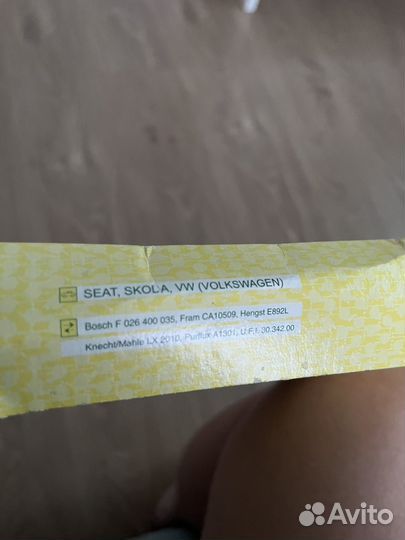 SEAT, SKODA, VW (VOLKSWAGEN)
Bosch F 026 400 035, Fram CA10509, Hengst E892L
Knecht/Mahle LX 2010, Purflux A1301, U.F.I. 30.342.00
Avito